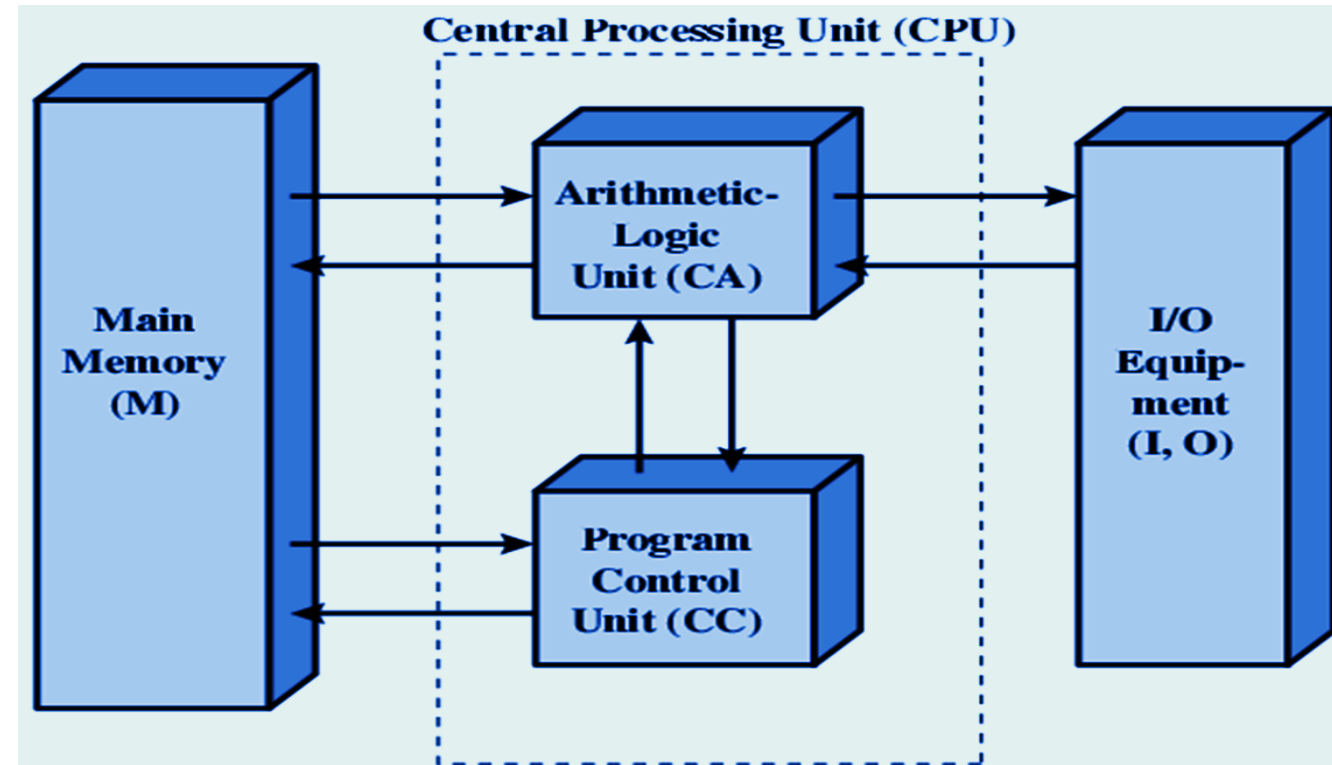 Central Processing Unit (CPU)
Main
Memory
(M)
Arithmetic-
Logic
Unit (CA)
Program
Control
Unit (CC)
I/O
Equip-
ment
(I, O)